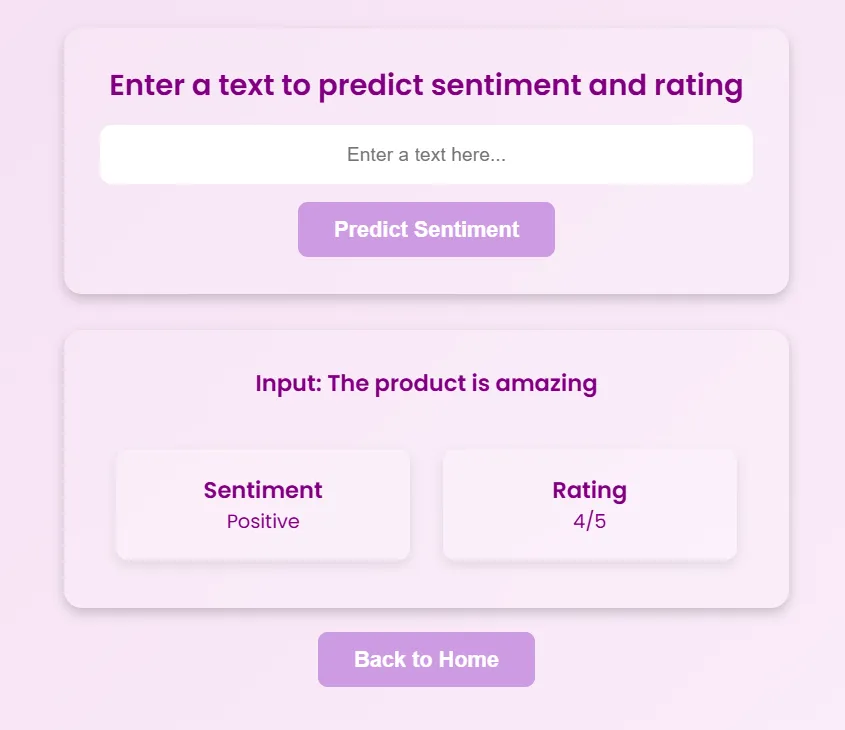 Enter a text to predict sentiment and rating
Enter a text here...
Predict Sentiment
Input: The product is amazing
Sentiment
Positive
Rating
4/5
Back to Home